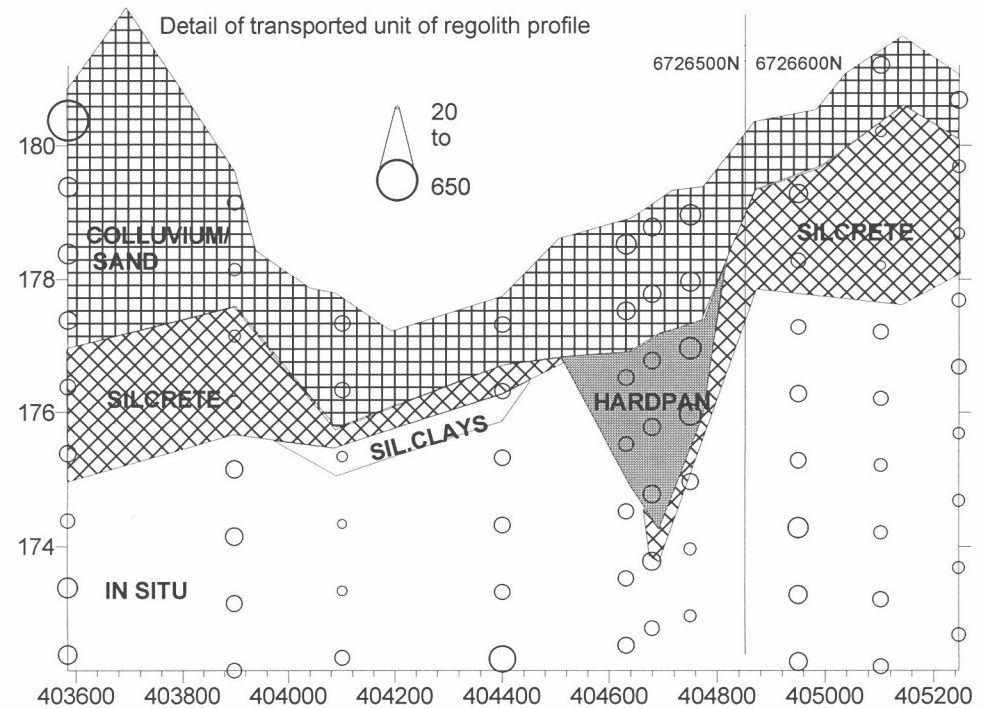 Detail of transported unit of regolith profile
6726500N 6726600N
20
to
650
180
COLLUVIUM/
SAND
SILCRETE
178
SILCRETE
HARDPAN
176
SIL.CLAYS
174
IN SITU
403600 403800 404000 404200 404400 404600 404800 405000 405200